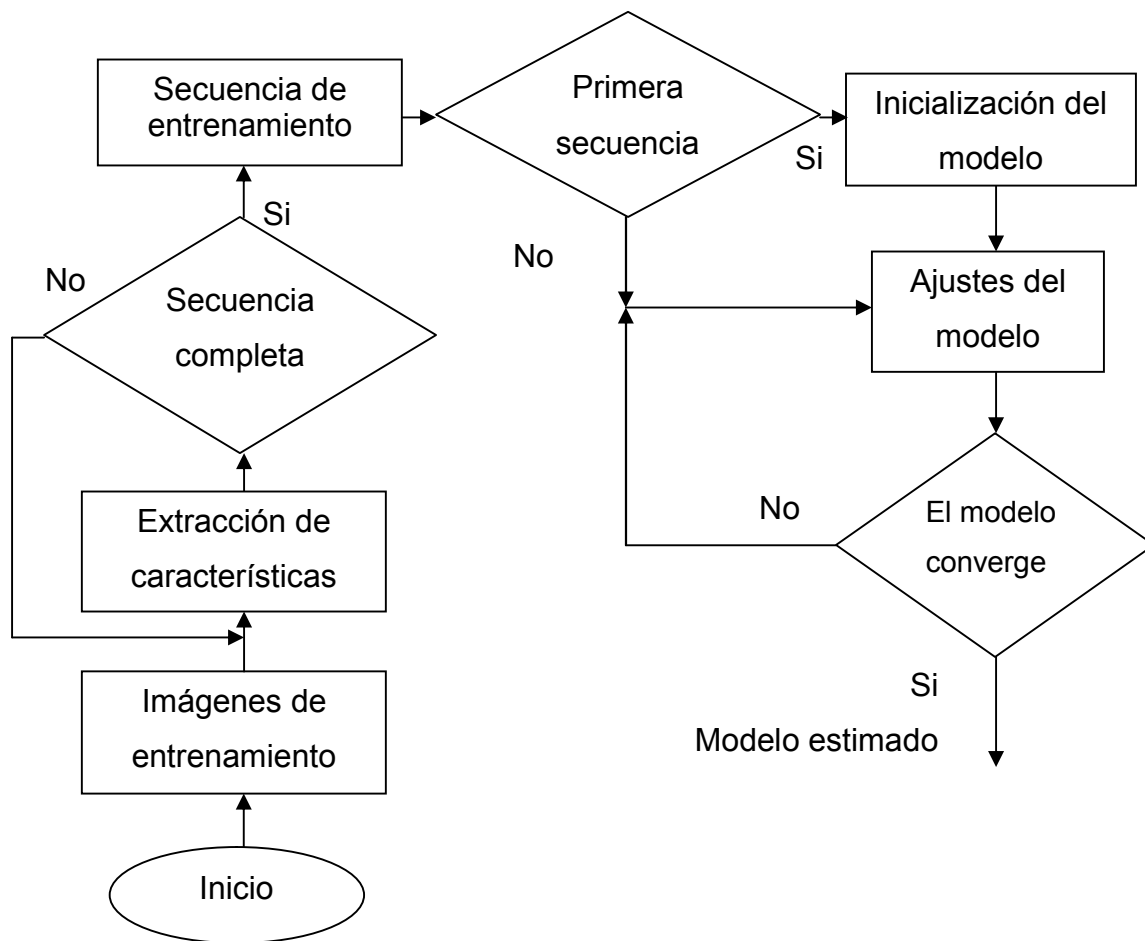 Secuencia de
entrenamiento
Primera
secuencia
Si
Inicialización del
modelo
Si
No
Secuencia
completa
No
Ajustes del
modelo
Extracción de
características
No
El modelo
converge
Imágenes de
entrenamiento
Si
Modelo estimado
Inicio